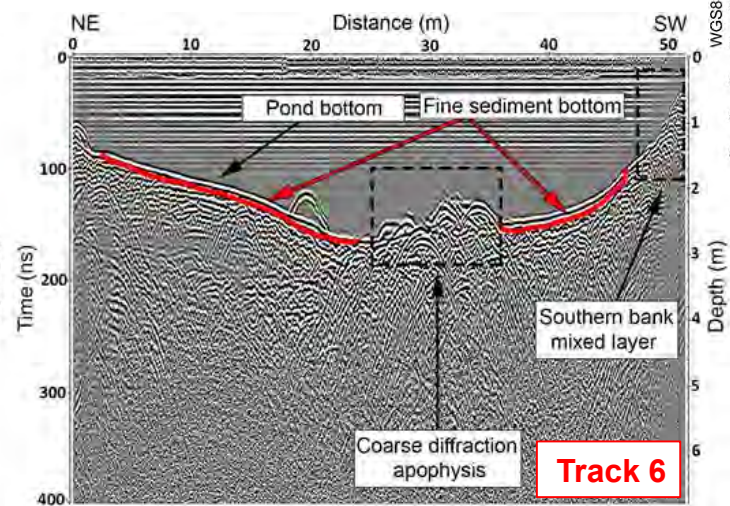 NE
Distance (m)
SW
WGS8
0
20
30
40
50
0
0
Pond bottom
Fine sediment bottom
1
100
2
Time (ns)
200
3
Depth (m)
Southern bank
mixed layer
4
300
5
Coarse diffraction
apophysis
Track 6
6
400